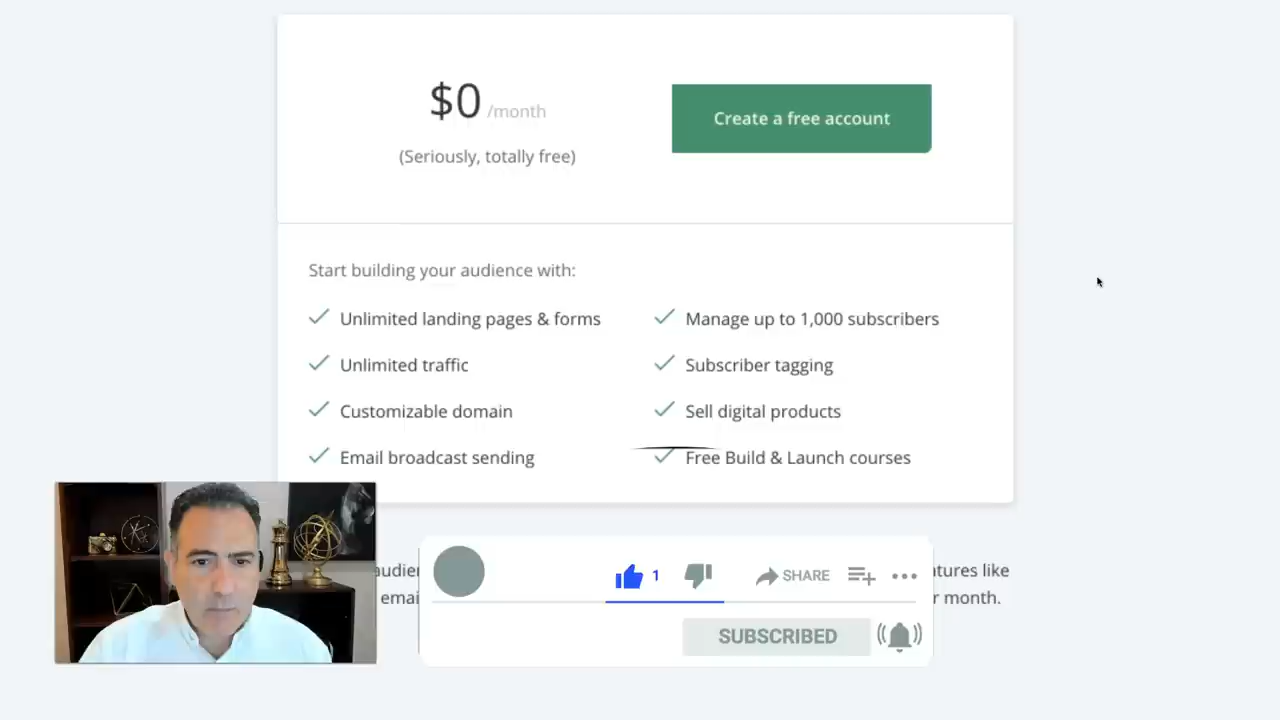 $0 /month
Create a free account
(Seriously, totally free)
Start building your audience with:
Unlimited landing pages & forms
Manage up to 1,000 subscribers
Unlimited traffic
Subscriber tagging
Customizable domain
Sell digital products
Email broadcast sending
Free Build & Launch courses
1
SHARE
like
month.
SUBSCRIBED